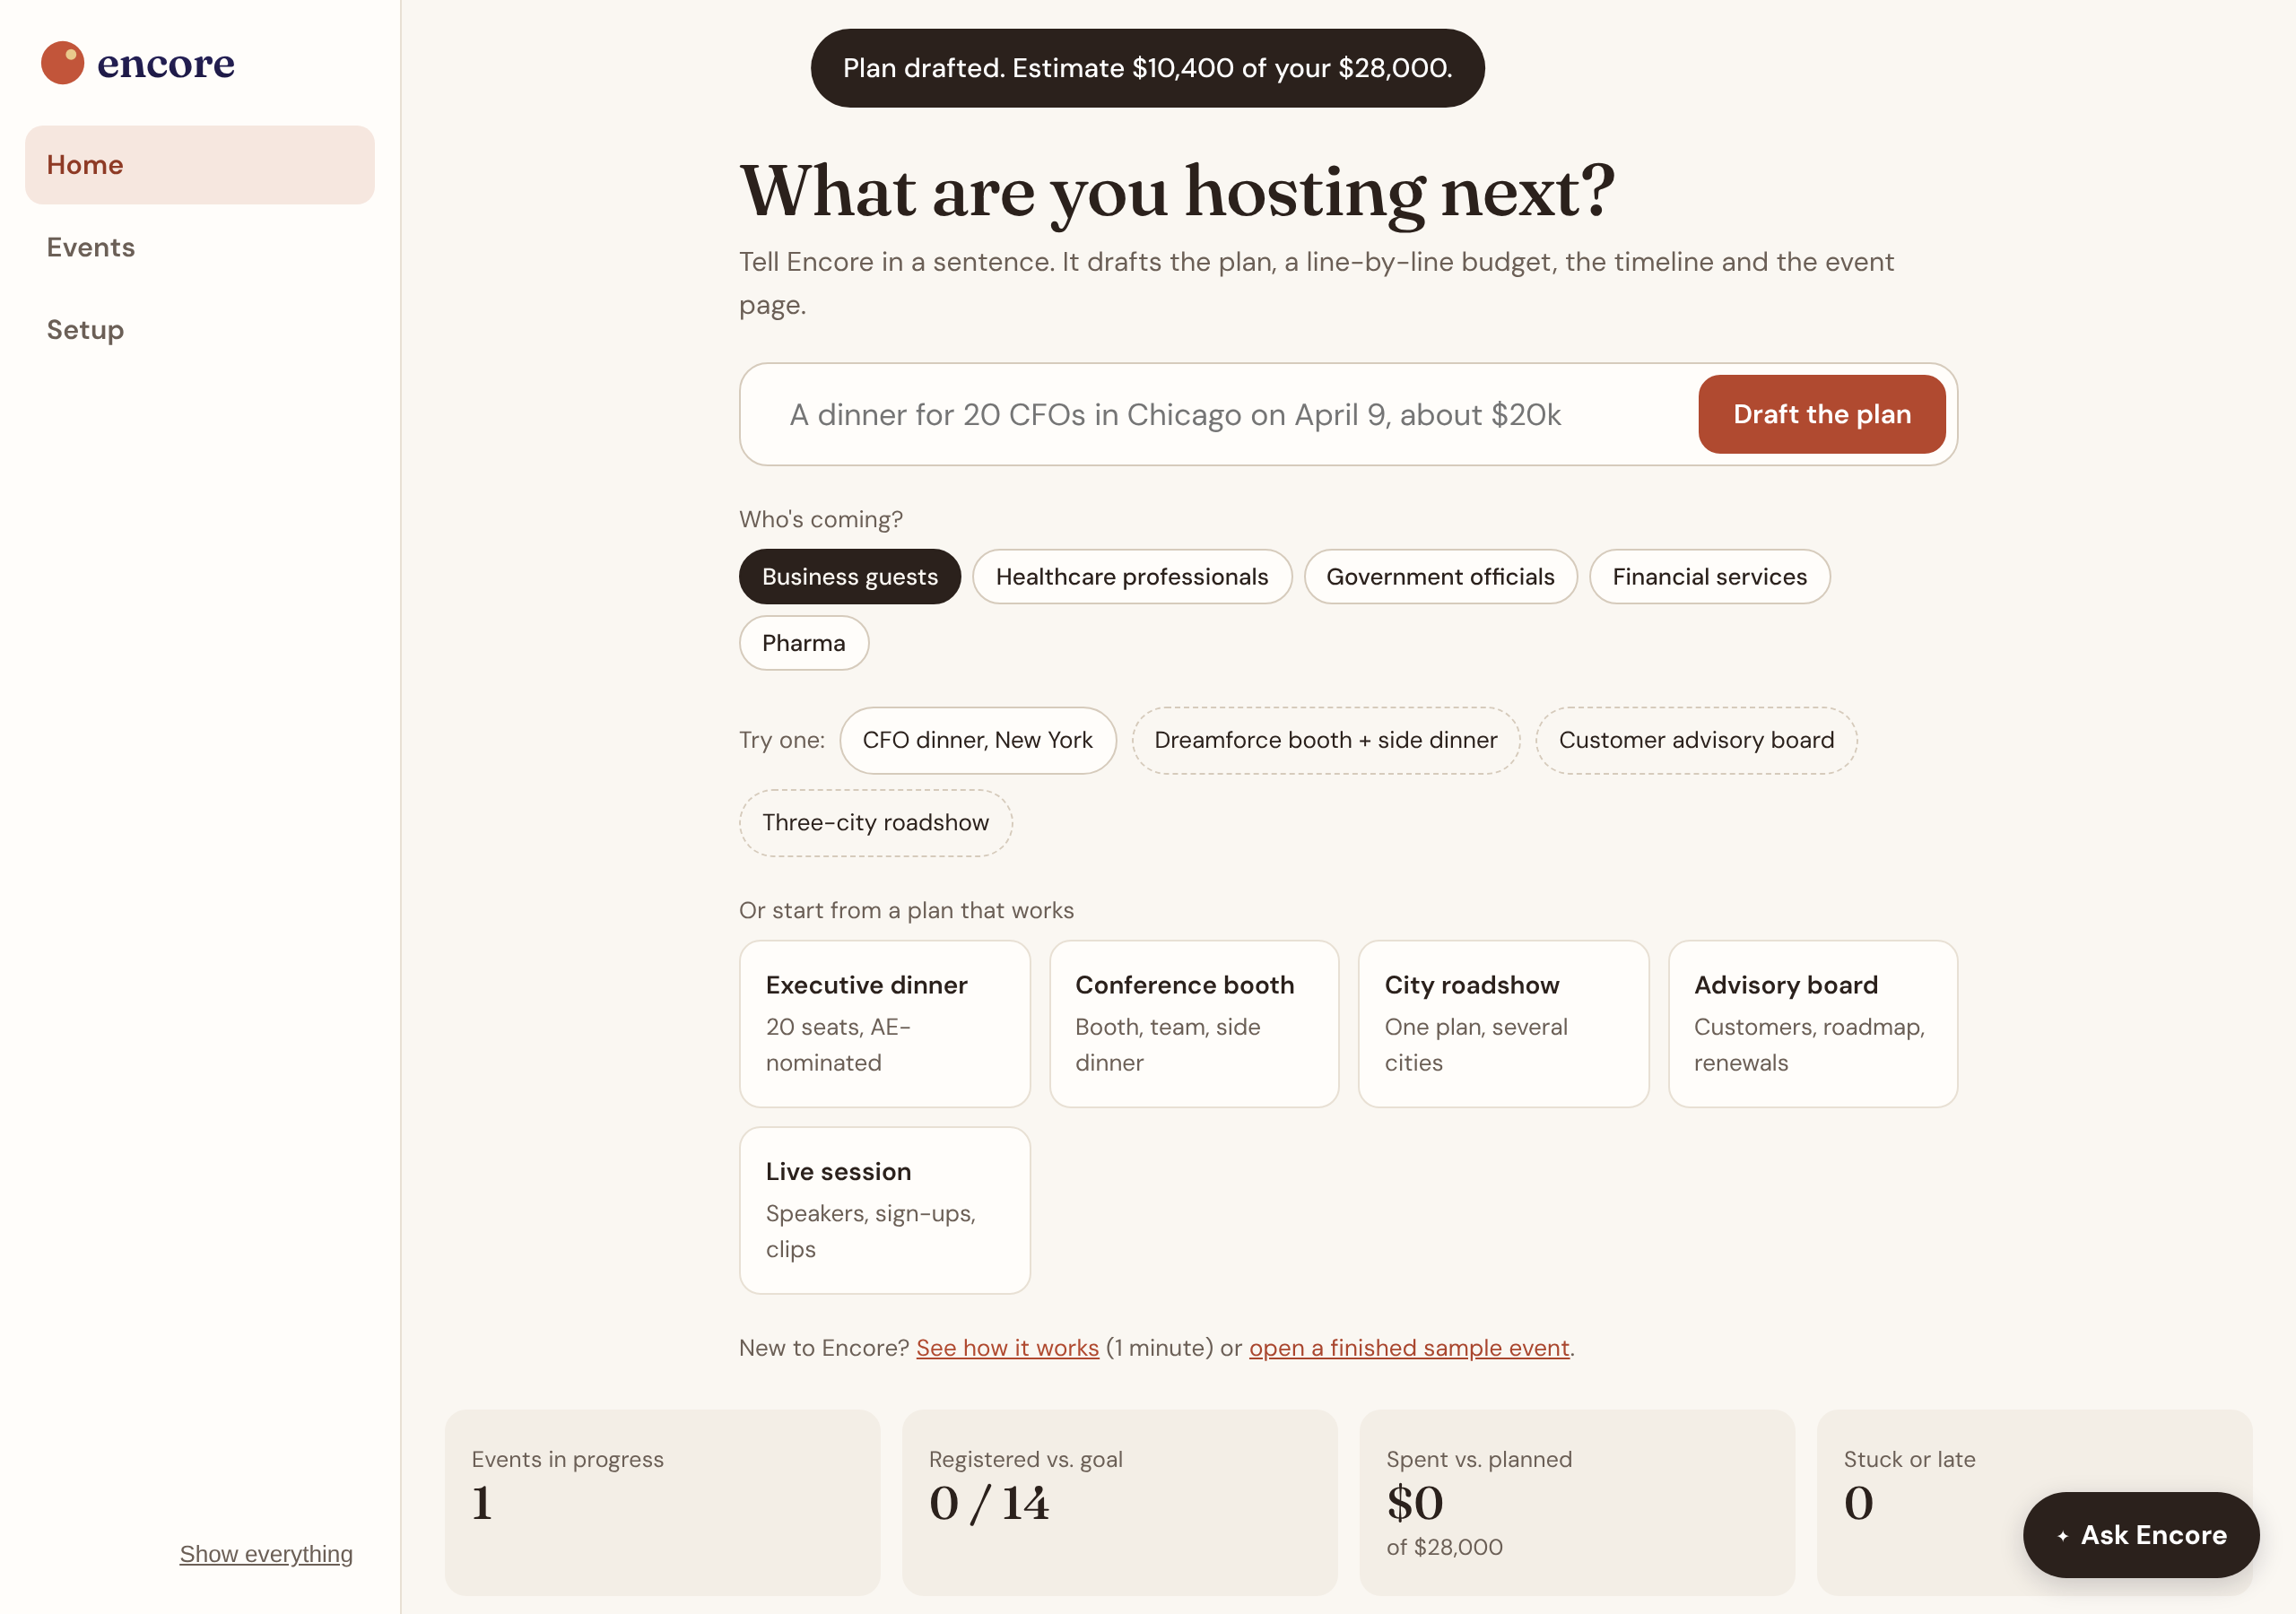 encore
Home
Events
Setup
Show everything
Plan drafted. Estimate $10,400 of your $28,000.
What are you hosting next?
Tell Encore in a sentence. It drafts the plan, a line-by-line budget, the timeline and the event
page.
A dinner for 20 CFOs in Chicago on April 9, about $20k
Draft the plan
Who's coming?
Business guests
Healthcare professionals
Government officials
Financial services
Pharma
Try one:
CFO dinner, New York
Dreamforce booth + side dinner
Customer advisory board
Three-city roadshow
Or start from a plan that works
Executive dinner
20 seats, AE-
nominated
Conference booth
Booth, team, side
dinner
City roadshow
One plan, several
cities
Advisory board
Customers, roadmap,
renewals
Live session
Speakers, sign-ups,
clips
New to Encore? See how it works (1 minute) or open a finished sample event.
Events in progress
1
Registered vs. goal
0 / 14
Spent vs. planned
$0
of $28,000
Stuck or late
0
Ask Encore